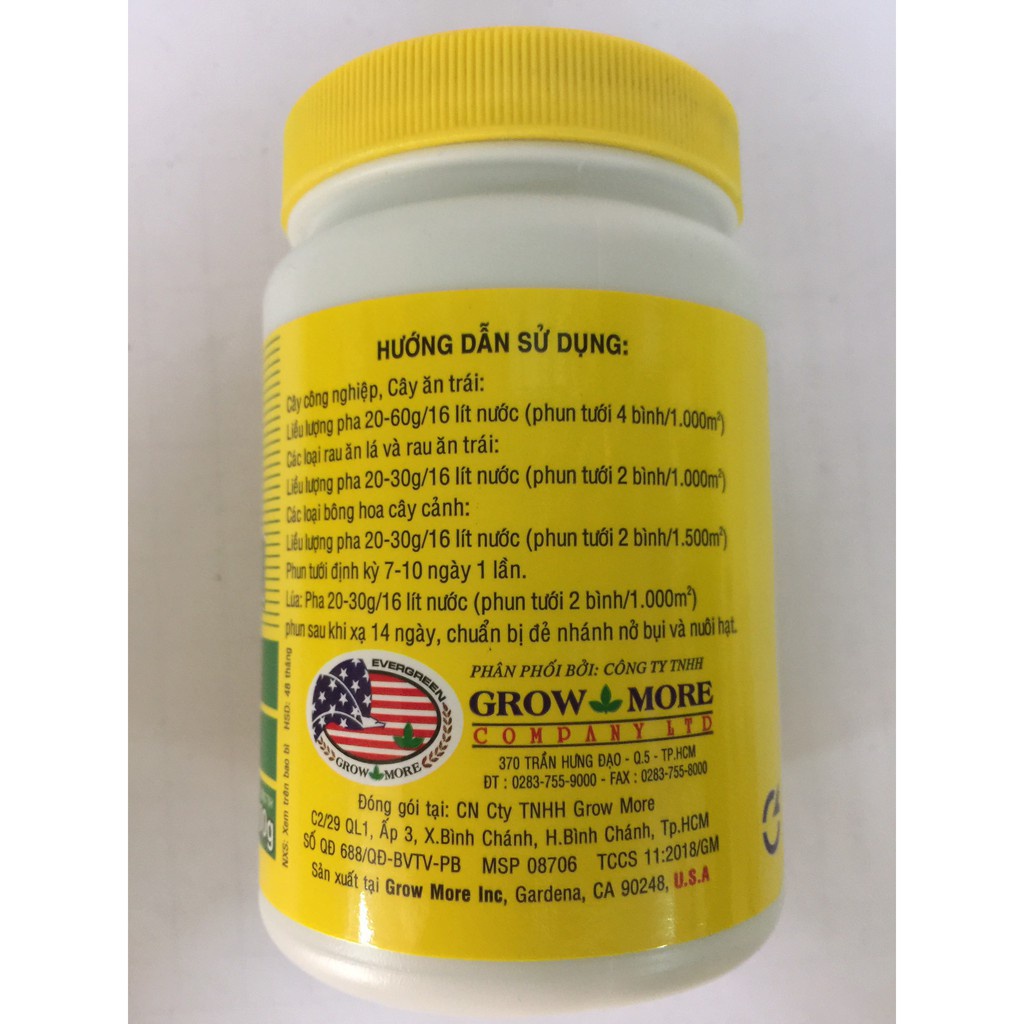 HƯỚNG DẪN SỬ DỤNG:
Cây công nghiệp, Cây ăn trái:
Liều lượng pha 20-60g/16 lít nước (phun tưới 4 bình/1.000m²)
Các loại rau ăn lá và rau ăn trái:
Liều lượng pha 20-30g/16 lít nước (phun tưới 2 bình/1.000m²)
Các loại bông hoa cây cảnh:
Liều lượng pha 20-30g/16 lít nước (phun tưới 2 bình/1.500m²)
Phun tưới định kỳ 7-10 ngày 1 lần.
Lúa: Pha 20-30g/16 lít nước (phun tưới 2 bình/1.000m²)
phun sau khi xạ 14 ngày, chuẩn bị đẻ nhánh nở bụi và nuôi hạt.
NXS: Xem trên bao bì HSD: 48 tháng
EVERGREEN
GROW MORE
PHÂN PHỐI BỞI: CÔNG TY TNHH
GROW MORE
COMPANY LTD
370 TRẦN HƯNG ĐẠO - Q.5 - TP.HCM
ĐT : 0283-755-9000 - FAX : 0283-755-8000
Đóng gói tại: CN Cty TNHH Grow More
C2/29 QL1, Ấp 3, X.Bình Chánh, H.Bình Chánh, Tp.HCM
SỐ QĐ 688/QĐ-BVTV-PB MSP 08706 TCCS 11:2018/GM
Sản xuất tại Grow More Inc, Gardena, CA 90248, U.S.A